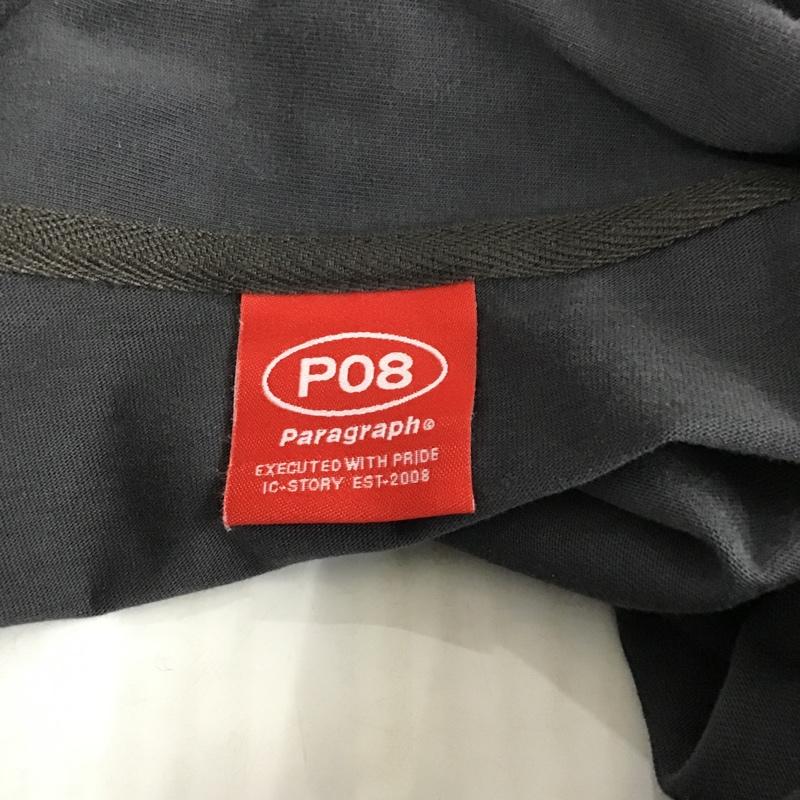 P08
Paragraph®
EXECUTED WITH PRIDE
IC-STORY EST-2008